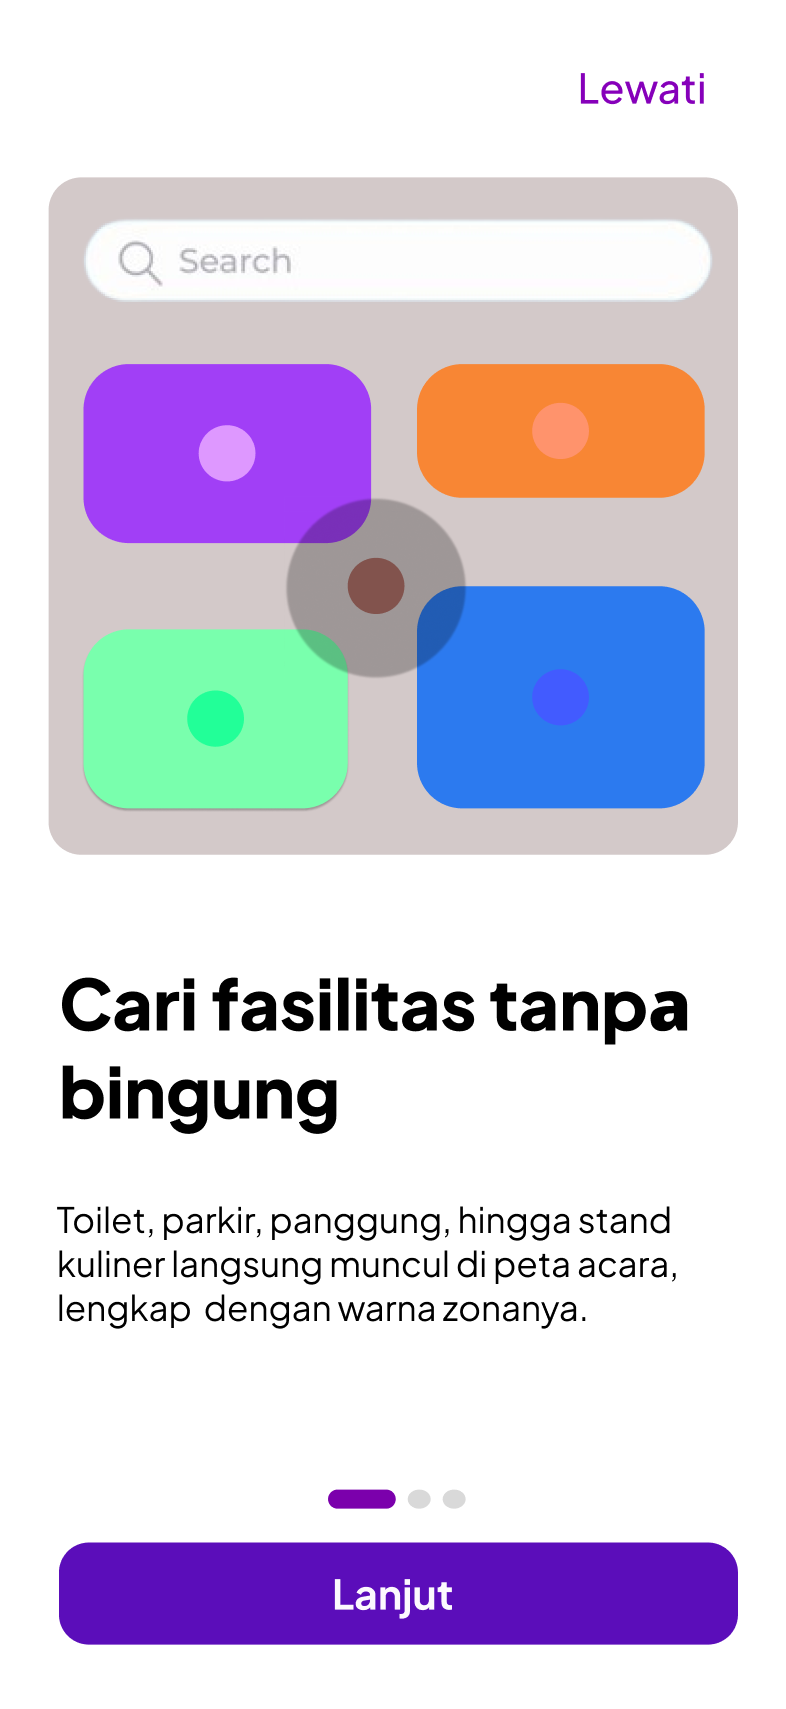 Lewati
Search
Cari fasilitas tanpa
bingung
Toilet, parkir, panggung, hingga stand
kuliner langsung muncul di peta acara,
lengkap  dengan warna zonanya.
Lanjut